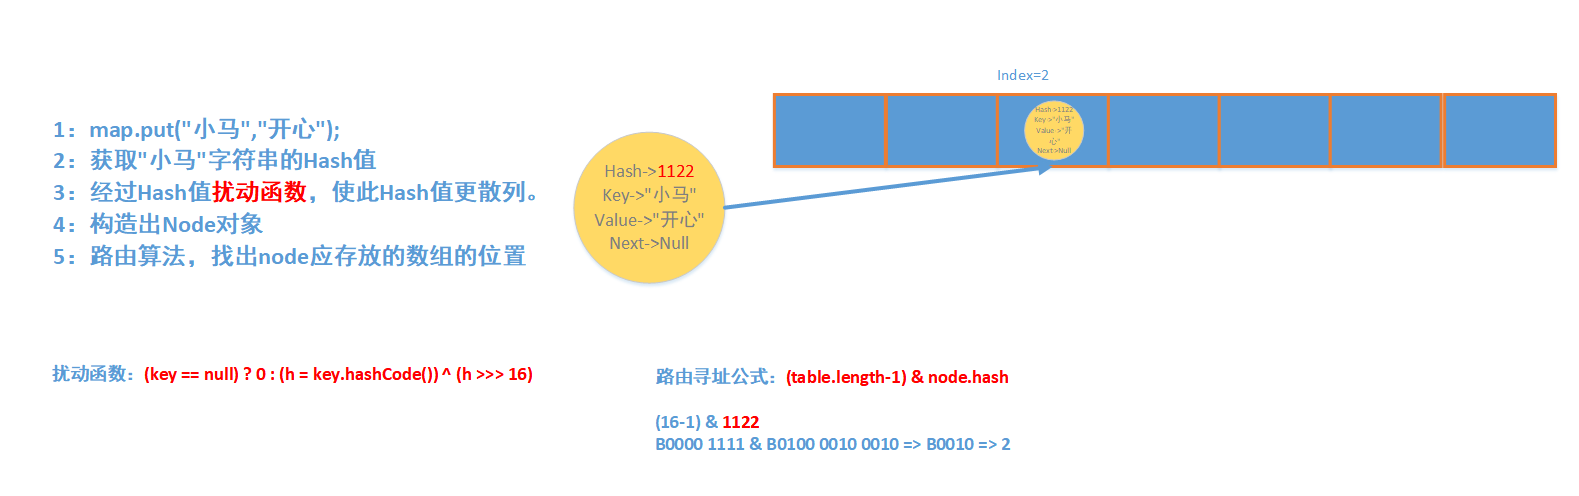 Index=2
1：map.put("小马","开心");
2：获取"小马"字符串的Hash值
3：经过Hash值扰动函数，使此Hash值更散列。
4：构造出Node对象
5：路由算法，找出node应存放的数组的位置
Hash->1122
Key->"小马"
Value->"开心"
Next->Null
Hash->1122
Key->"小马"
Value->"开
心"
Next->Null
扰动函数：(key == null) ? 0 : (h = key.hashCode()) ^ (h >>> 16)
路由寻址公式：(table.length-1) & node.hash
(16-1) & 1122
B0000 1111 & B0100 0010 0010 => B0010 => 2